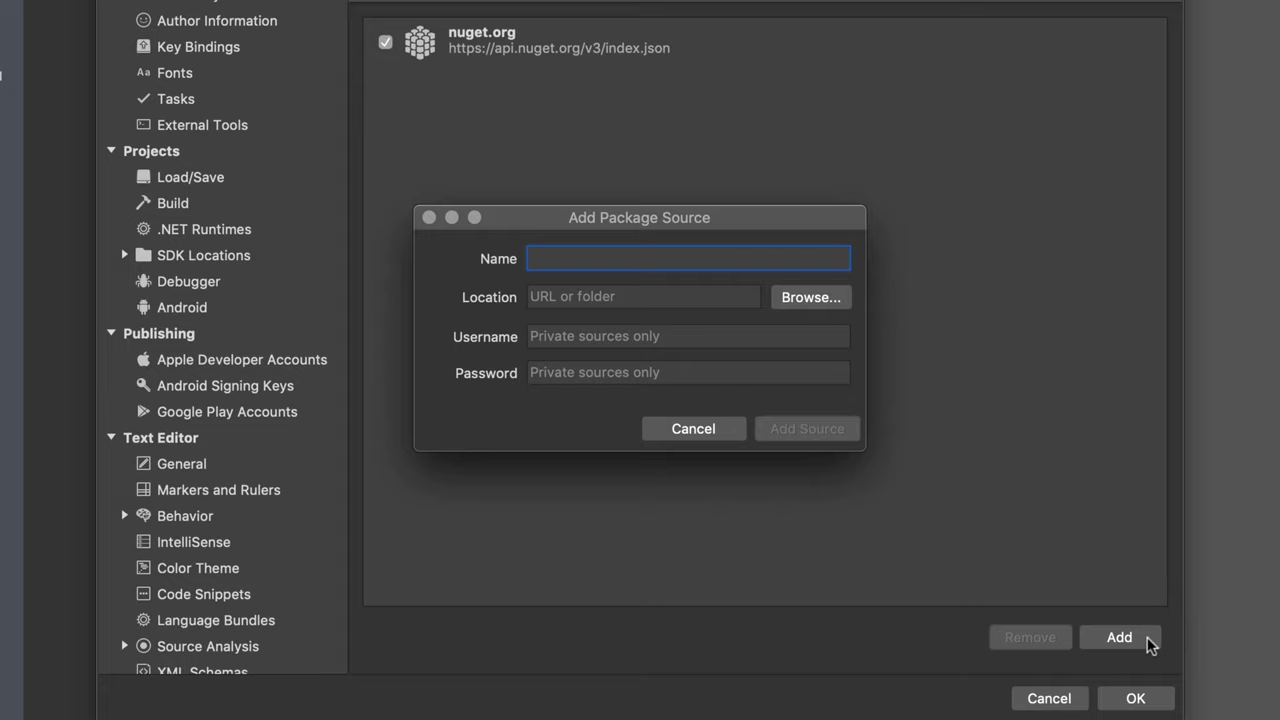 Author Information
Key Bindings
Aa Fonts
Tasks
External Tools
Projects
Load/Save
Build
.NET Runtimes
SDK Locations
Debugger
Android
Publishing
Apple Developer Accounts
Android Signing Keys
Google Play Accounts
Text Editor
General
Markers and Rulers
Behavior
IntelliSense
Color Theme
Code Snippets
Language Bundles
Source Analysis
XML Schemas
nuget.org
https://api.nuget.org/v3/index.json
Add Package Source
Name
Location URL or folder Browse...
Username Private sources only
Password Private sources only
Cancel Add Source
Remove Add
Cancel OK